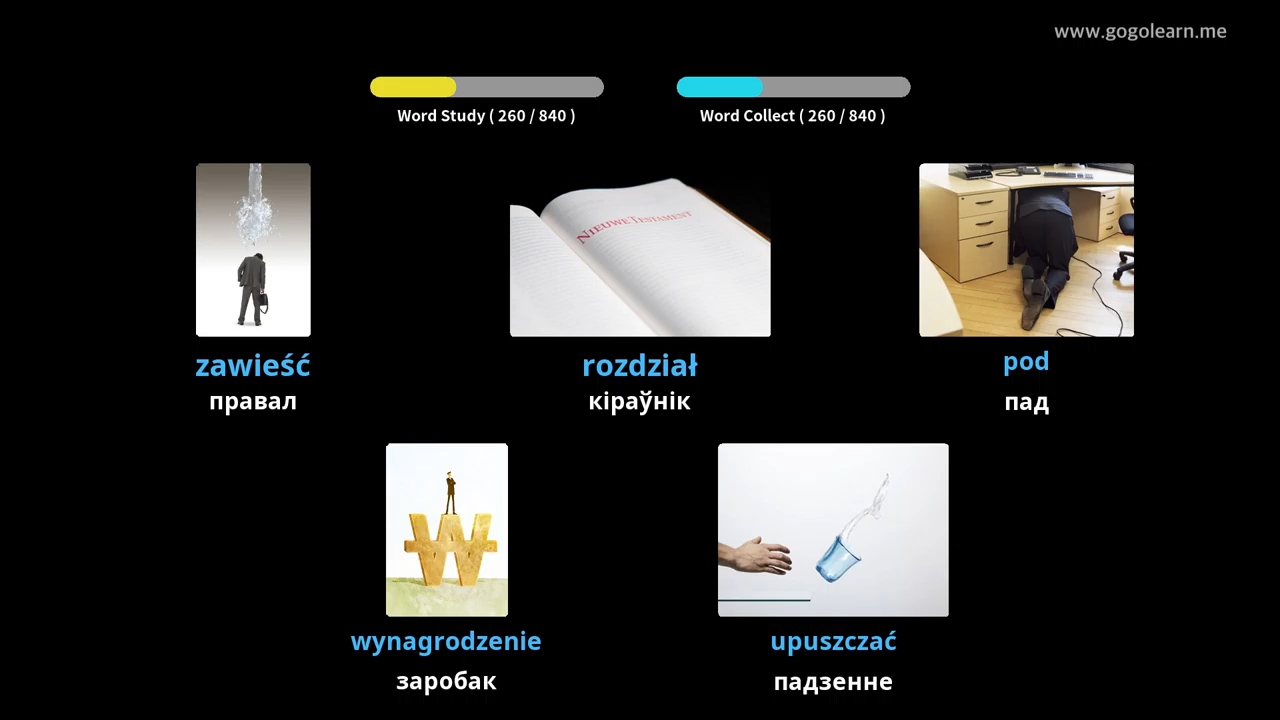 www.gogolearn.me
Word Study ( 260 / 840 )
Word Collect ( 260 / 840 )
NIEUWE TESTAMENT
zawieść
правал
rozdział
кіраўнік
pod
пад
wynagrodzenie
заробак
upuszczać
падзенне